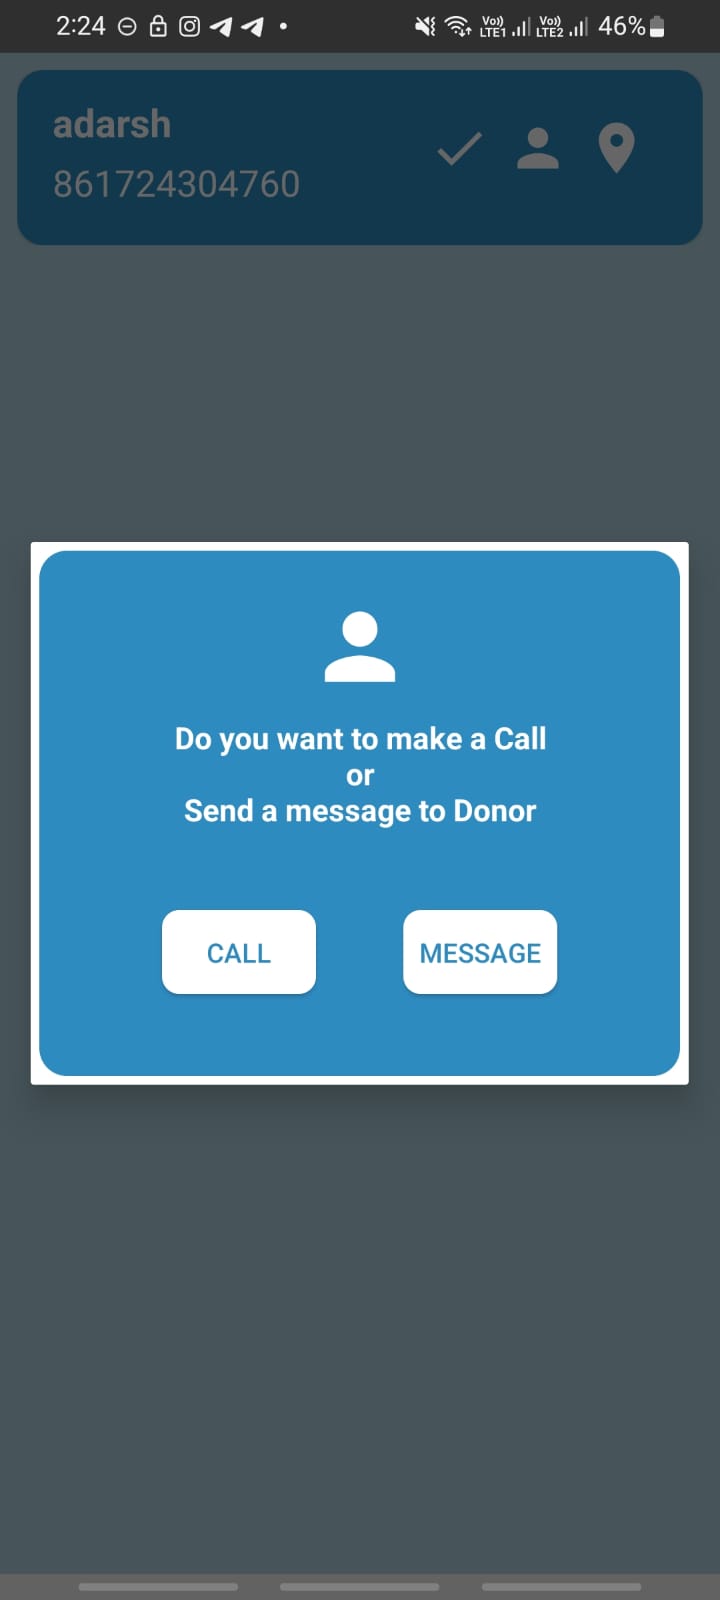 2:24
Vo)) LTE1
Vo)) LTE2
46%
adarsh
861724304760
Do you want to make a Call
or
Send a message to Donor
CALL
MESSAGE